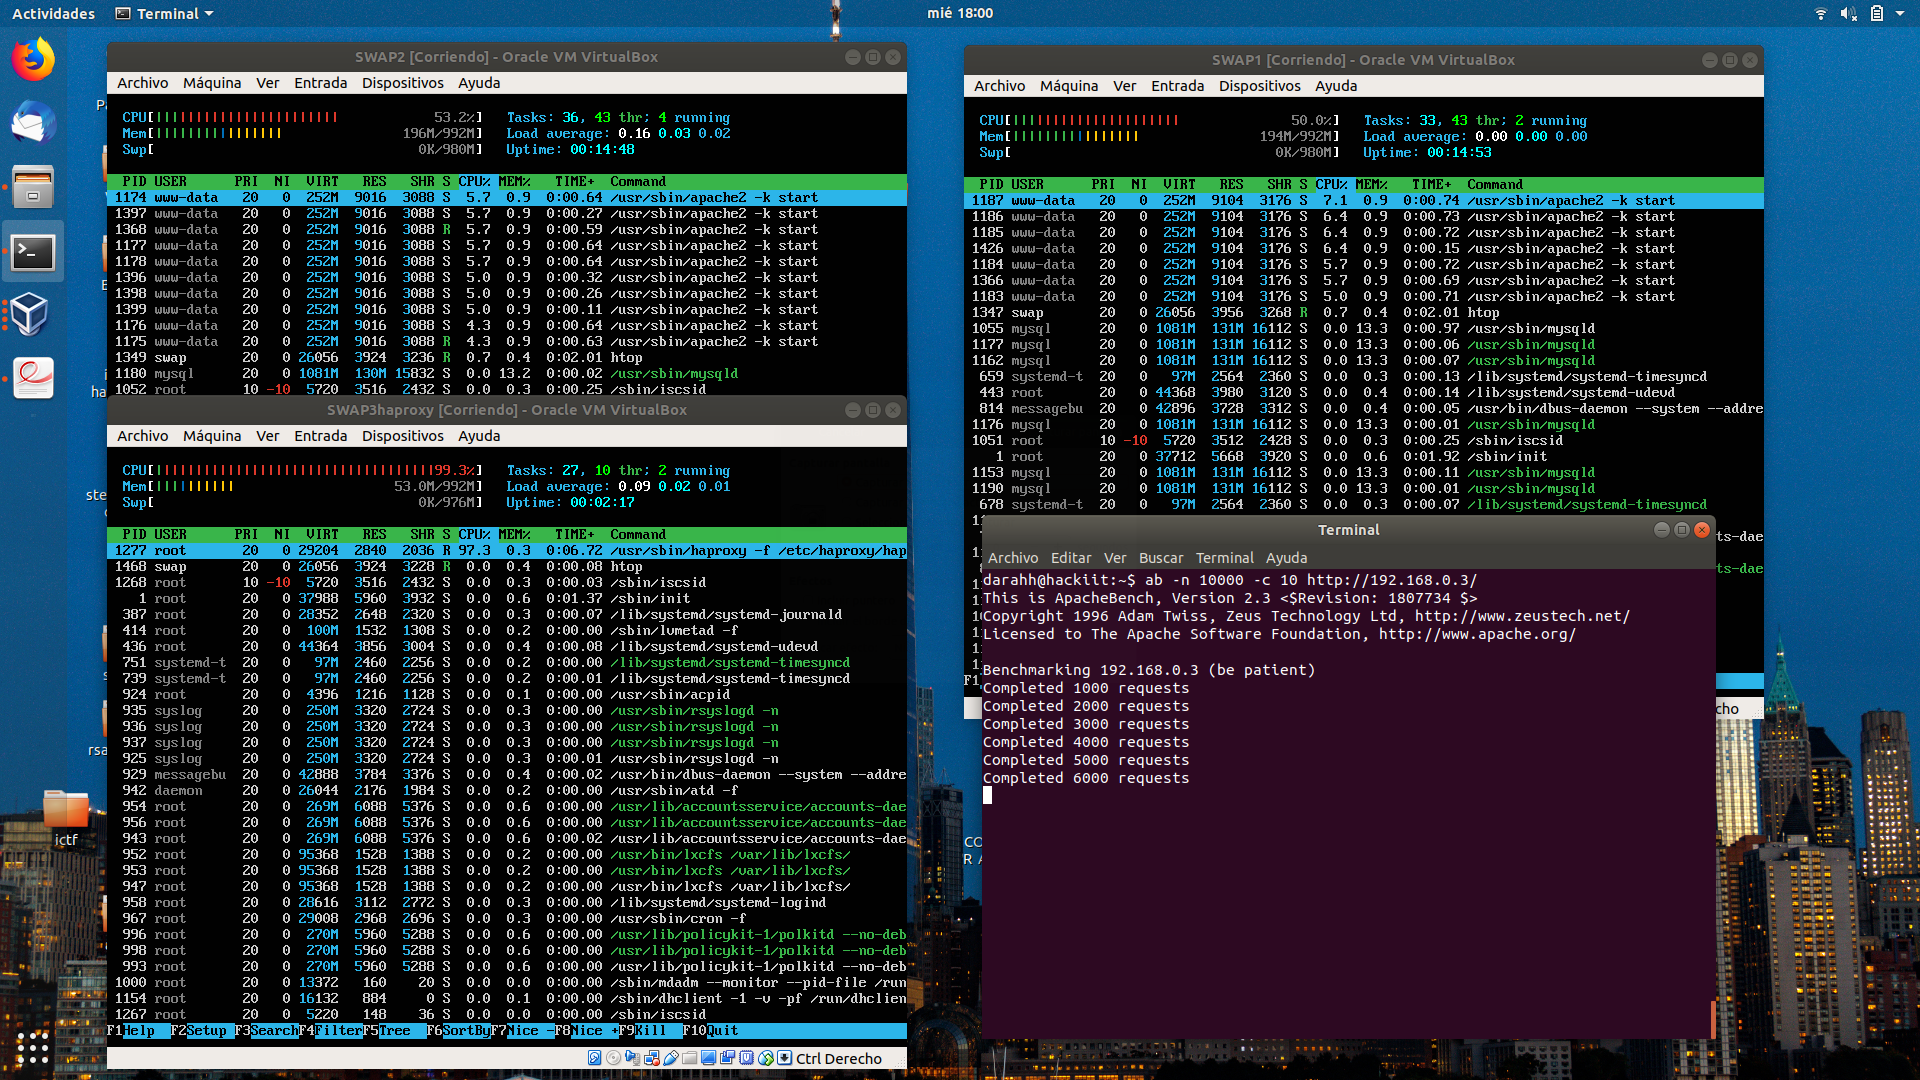 Actividades
Terminal
mié 18:00
SWAP2 [Corriendo] - Oracle VM VirtualBox
Archivo Máquina Ver Entrada Dispositivos Ayuda
CPU[ 53.2%] Tasks: 36, 43 thr; 4 running
Mem[ 196M/992M] Load average: 0.16 0.03 0.02
Swp[ 0K/980M] Uptime: 00:14:48
PID USER PRI NI VIRT RES SHR S CPU% MEM% TIME+ Command
1174 www-data 20 0 252M 9016 3088 S 5.7 0.9 0:00.64 /usr/sbin/apache2 -k start
1397 www-data 20 0 252M 9016 3088 S 5.7 0.9 0:00.27 /usr/sbin/apache2 -k start
1368 www-data 20 0 252M 9016 3088 R 5.7 0.9 0:00.59 /usr/sbin/apache2 -k start
1177 www-data 20 0 252M 9016 3088 S 5.7 0.9 0:00.64 /usr/sbin/apache2 -k start
1178 www-data 20 0 252M 9016 3088 S 5.7 0.9 0:00.64 /usr/sbin/apache2 -k start
1396 www-data 20 0 252M 9016 3088 S 5.0 0.9 0:00.32 /usr/sbin/apache2 -k start
1398 www-data 20 0 252M 9016 3088 S 5.0 0.9 0:00.26 /usr/sbin/apache2 -k start
1399 www-data 20 0 252M 9016 3088 S 5.0 0.9 0:00.11 /usr/sbin/apache2 -k start
1176 www-data 20 0 252M 9016 3088 S 4.3 0.9 0:00.64 /usr/sbin/apache2 -k start
1175 www-data 20 0 252M 9016 3088 R 4.3 0.9 0:00.63 /usr/sbin/apache2 -k start
1349 swap 20 0 26056 3924 3236 R 0.7 0.4 0:02.01 htop
1180 mysql 20 0 1081M 130M 15832 S 0.0 13.2 0:00.02 /usr/sbin/mysqld
1052 root 10 -10 5720 3516 2432 S 0.0 0.3 0:00.25 /sbin/iscsid
SWAP3haproxy [Corriendo] - Oracle VM VirtualBox
Archivo Máquina Ver Entrada Dispositivos Ayuda
CPU[ 99.3%] Tasks: 27, 10 thr; 2 running
Mem[ 53.0M/992M] Load average: 0.09 0.02 0.01
Swp[ 0K/976M] Uptime: 00:02:17
PID USER PRI NI VIRT RES SHR S CPU% MEM% TIME+ Command
1277 root 20 0 29204 2840 2036 R 97.3 0.3 0:06.72 /usr/sbin/haproxy -f /etc/haproxy/hap
1468 swap 20 0 26056 3924 3228 R 0.0 0.4 0:00.08 htop
1268 root 10 -10 5720 3516 2432 S 0.0 0.3 0:00.03 /sbin/iscsid
1 root 20 0 37988 5960 3932 S 0.0 0.6 0:01.37 /sbin/init
387 root 20 0 28352 2648 2320 S 0.0 0.3 0:00.07 /lib/systemd/systemd-journald
414 root 20 0 100M 1532 1308 S 0.0 0.2 0:00.00 /sbin/lvmetad -f
436 root 20 0 44364 3856 3004 S 0.0 0.4 0:00.08 /lib/systemd/systemd-udevd
751 systemd-t 20 0 97M 2460 2256 S 0.0 0.2 0:00.00 /lib/systemd/systemd-timesyncd
739 systemd-t 20 0 97M 2460 2256 S 0.0 0.2 0:00.01 /lib/systemd/systemd-timesyncd
924 root 20 0 4396 1216 1128 S 0.0 0.1 0:00.00 /usr/sbin/acpid
935 syslog 20 0 250M 3320 2724 S 0.0 0.3 0:00.00 /usr/sbin/rsyslogd -n
936 syslog 20 0 250M 3320 2724 S 0.0 0.3 0:00.00 /usr/sbin/rsyslogd -n
937 syslog 20 0 250M 3320 2724 S 0.0 0.3 0:00.00 /usr/sbin/rsyslogd -n
925 syslog 20 0 250M 3320 2724 S 0.0 0.3 0:00.01 /usr/sbin/rsyslogd -n
929 messagebu 20 0 42888 3784 3376 S 0.0 0.4 0:00.02 /usr/bin/dbus-daemon --system --addre
942 daemon 20 0 26044 2176 1984 S 0.0 0.2 0:00.00 /usr/sbin/atd -f
954 root 20 0 269M 6088 5376 S 0.0 0.6 0:00.00 /usr/lib/accountsservice/accounts-dae
956 root 20 0 269M 6088 5376 S 0.0 0.6 0:00.00 /usr/lib/accountsservice/accounts-dae
943 root 20 0 269M 6088 5376 S 0.0 0.6 0:00.02 /usr/lib/accountsservice/accounts-dae
952 root 20 0 95368 1528 1388 S 0.0 0.2 0:00.00 /usr/bin/lxcfs /var/lib/lxcfs/
953 root 20 0 95368 1528 1388 S 0.0 0.2 0:00.00 /usr/bin/lxcfs /var/lib/lxcfs/
947 root 20 0 95368 1528 1388 S 0.0 0.2 0:00.00 /usr/bin/lxcfs /var/lib/lxcfs/
958 root 20 0 28616 3112 2772 S 0.0 0.3 0:00.00 /lib/systemd/systemd-logind
967 root 20 0 29008 2968 2696 S 0.0 0.3 0:00.00 /usr/sbin/cron -f
996 root 20 0 270M 5960 5288 S 0.0 0.6 0:00.00 /usr/lib/policykit-1/polkitd --no-deb
998 root 20 0 270M 5960 5288 S 0.0 0.6 0:00.00 /usr/lib/policykit-1/polkitd --no-deb
993 root 20 0 270M 5960 5288 S 0.0 0.6 0:00.00 /usr/lib/policykit-1/polkitd --no-deb
1000 root 20 0 13372 160 20 S 0.0 0.0 0:00.00 /sbin/mdadm --monitor --pid-file /run
1154 root 20 0 16132 884 0 S 0.0 0.1 0:00.00 /sbin/dhclient -1 -v -pf /run/dhclien
1267 root 20 0 5220 148 36 S 0.0 0.0 0:00.00 /sbin/iscsid
F1Help F2Setup F3SearchF4FilterF5Tree F6SortByF7Nice -F8Nice +F9Kill F10Quit
Ctrl Derecho
SWAP1 [Corriendo] - Oracle VM VirtualBox
Archivo Máquina Ver Entrada Dispositivos Ayuda
CPU[ 50.0%] Tasks: 33, 43 thr; 2 running
Mem[ 194M/992M] Load average: 0.00 0.00 0.00
Swp[ 0K/980M] Uptime: 00:14:53
PID USER PRI NI VIRT RES SHR S CPU% MEM% TIME+ Command
1187 www-data 20 0 252M 9104 3176 S 7.1 0.9 0:00.74 /usr/sbin/apache2 -k start
1186 www-data 20 0 252M 9104 3176 S 6.4 0.9 0:00.73 /usr/sbin/apache2 -k start
1185 www-data 20 0 252M 9104 3176 S 6.4 0.9 0:00.72 /usr/sbin/apache2 -k start
1426 www-data 20 0 252M 9104 3176 S 6.4 0.9 0:00.15 /usr/sbin/apache2 -k start
1184 www-data 20 0 252M 9104 3176 S 5.7 0.9 0:00.72 /usr/sbin/apache2 -k start
1366 www-data 20 0 252M 9104 3176 S 5.7 0.9 0:00.69 /usr/sbin/apache2 -k start
1183 www-data 20 0 252M 9104 3176 S 5.0 0.9 0:00.71 /usr/sbin/apache2 -k start
1347 swap 20 0 26056 3956 3268 R 0.7 0.4 0:02.01 htop
1055 mysql 20 0 1081M 131M 16112 S 0.0 13.3 0:00.97 /usr/sbin/mysqld
1177 mysql 20 0 1081M 131M 16112 S 0.0 13.3 0:00.06 /usr/sbin/mysqld
1162 mysql 20 0 1081M 131M 16112 S 0.0 13.3 0:00.07 /usr/sbin/mysqld
659 systemd-t 20 0 97M 2564 2360 S 0.0 0.3 0:00.13 /lib/systemd/systemd-timesyncd
443 root 20 0 44368 3980 3120 S 0.0 0.4 0:00.14 /lib/systemd/systemd-udevd
814 messagebu 20 0 42896 3728 3312 S 0.0 0.4 0:00.05 /usr/bin/dbus-daemon --system --addre
1176 mysql 20 0 1081M 131M 16112 S 0.0 13.3 0:00.01 /usr/sbin/mysqld
1051 root 10 -10 5720 3512 2428 S 0.0 0.3 0:00.25 /sbin/iscsid
1 root 20 0 37712 5668 3920 S 0.0 0.6 0:01.92 /sbin/init
1153 mysql 20 0 1081M 131M 16112 S 0.0 13.3 0:00.11 /usr/sbin/mysqld
1190 mysql 20 0 1081M 131M 16112 S 0.0 13.3 0:00.01 /usr/sbin/mysqld
678 systemd-t 20 0 97M 2564 2360 S 0.0 0.3 0:00.07 /lib/systemd/systemd-timesyncd
ts-dae
ts-dae
cho
Terminal
Archivo Editar Ver Buscar Terminal Ayuda
darahh@hackiit:~$ ab -n 10000 -c 10 http://192.168.0.3/
This is ApacheBench, Version 2.3 <$Revision: 1807734 $>
Copyright 1996 Adam Twiss, Zeus Technology Ltd, http://www.zeustech.net/
Licensed to The Apache Software Foundation, http://www.apache.org/
Benchmarking 192.168.0.3 (be patient)
Completed 1000 requests
Completed 2000 requests
Completed 3000 requests
Completed 4000 requests
Completed 5000 requests
Completed 6000 requests
ictf